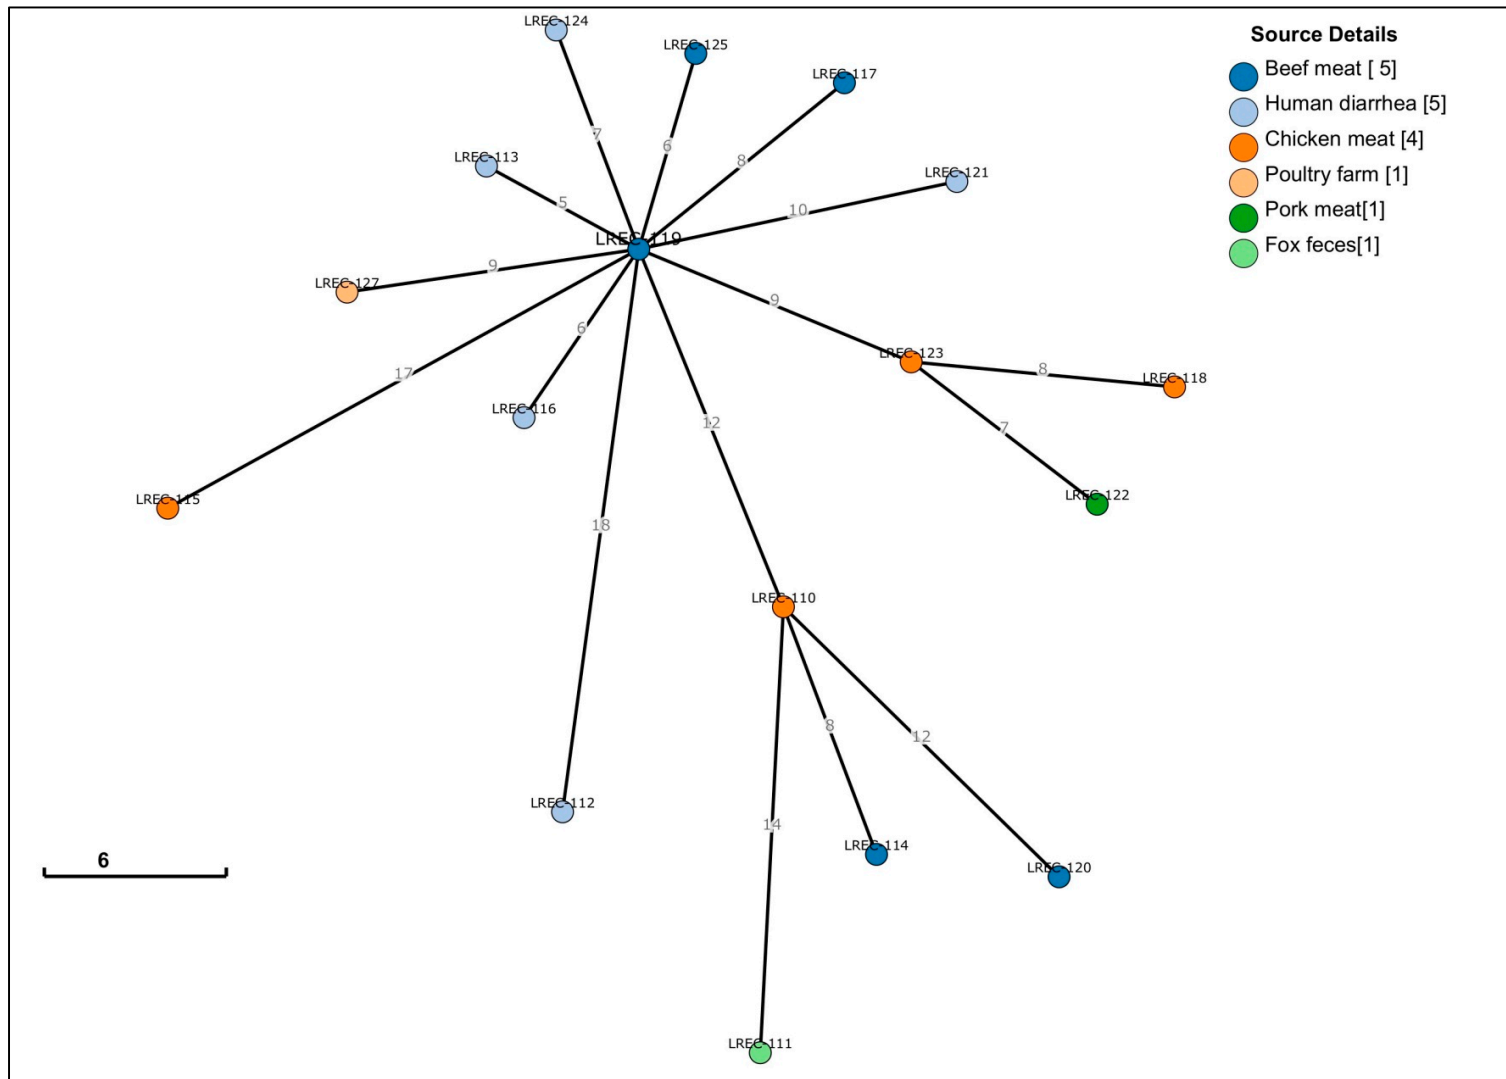 LREC-124
LREC-125
LREC-117
Source Details
Beef meat [ 5]
Human diarrhea [5]
Chicken meat [4]
Poultry farm [1]
Pork meat[1]
Fox feces[1]
7
6
8
LREC-113
LREC-121
5
10
LREC-119
9
LREC-127
9
6
17
LREC-123
8
LREC-118
LREC-116
12
7
LREC-115
LREC-122
18
LREC-110
8
12
LREC-112
14
LREC-114
6
LREC-120
LREC-111